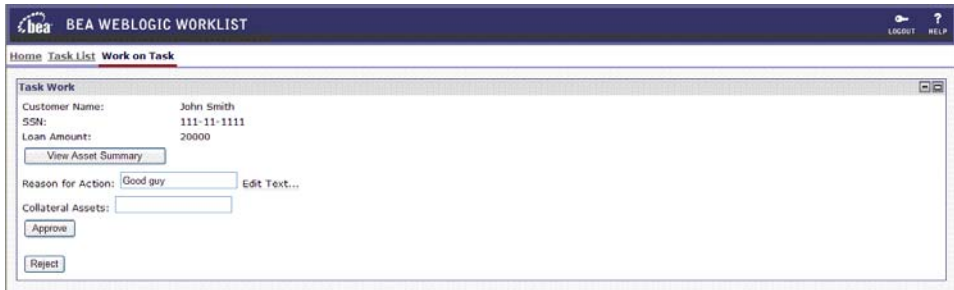 bea BEA WEBLOGIC WORKLIST
LOGOUT ? HELP
Home Task List Work on Task
Task Work
Customer Name: John Smith
SSN: 111-11-1111
Loan Amount: 20000
View Asset Summary
Reason for Action: Good guy Edit Text...
Collateral Assets:
Approve
Reject